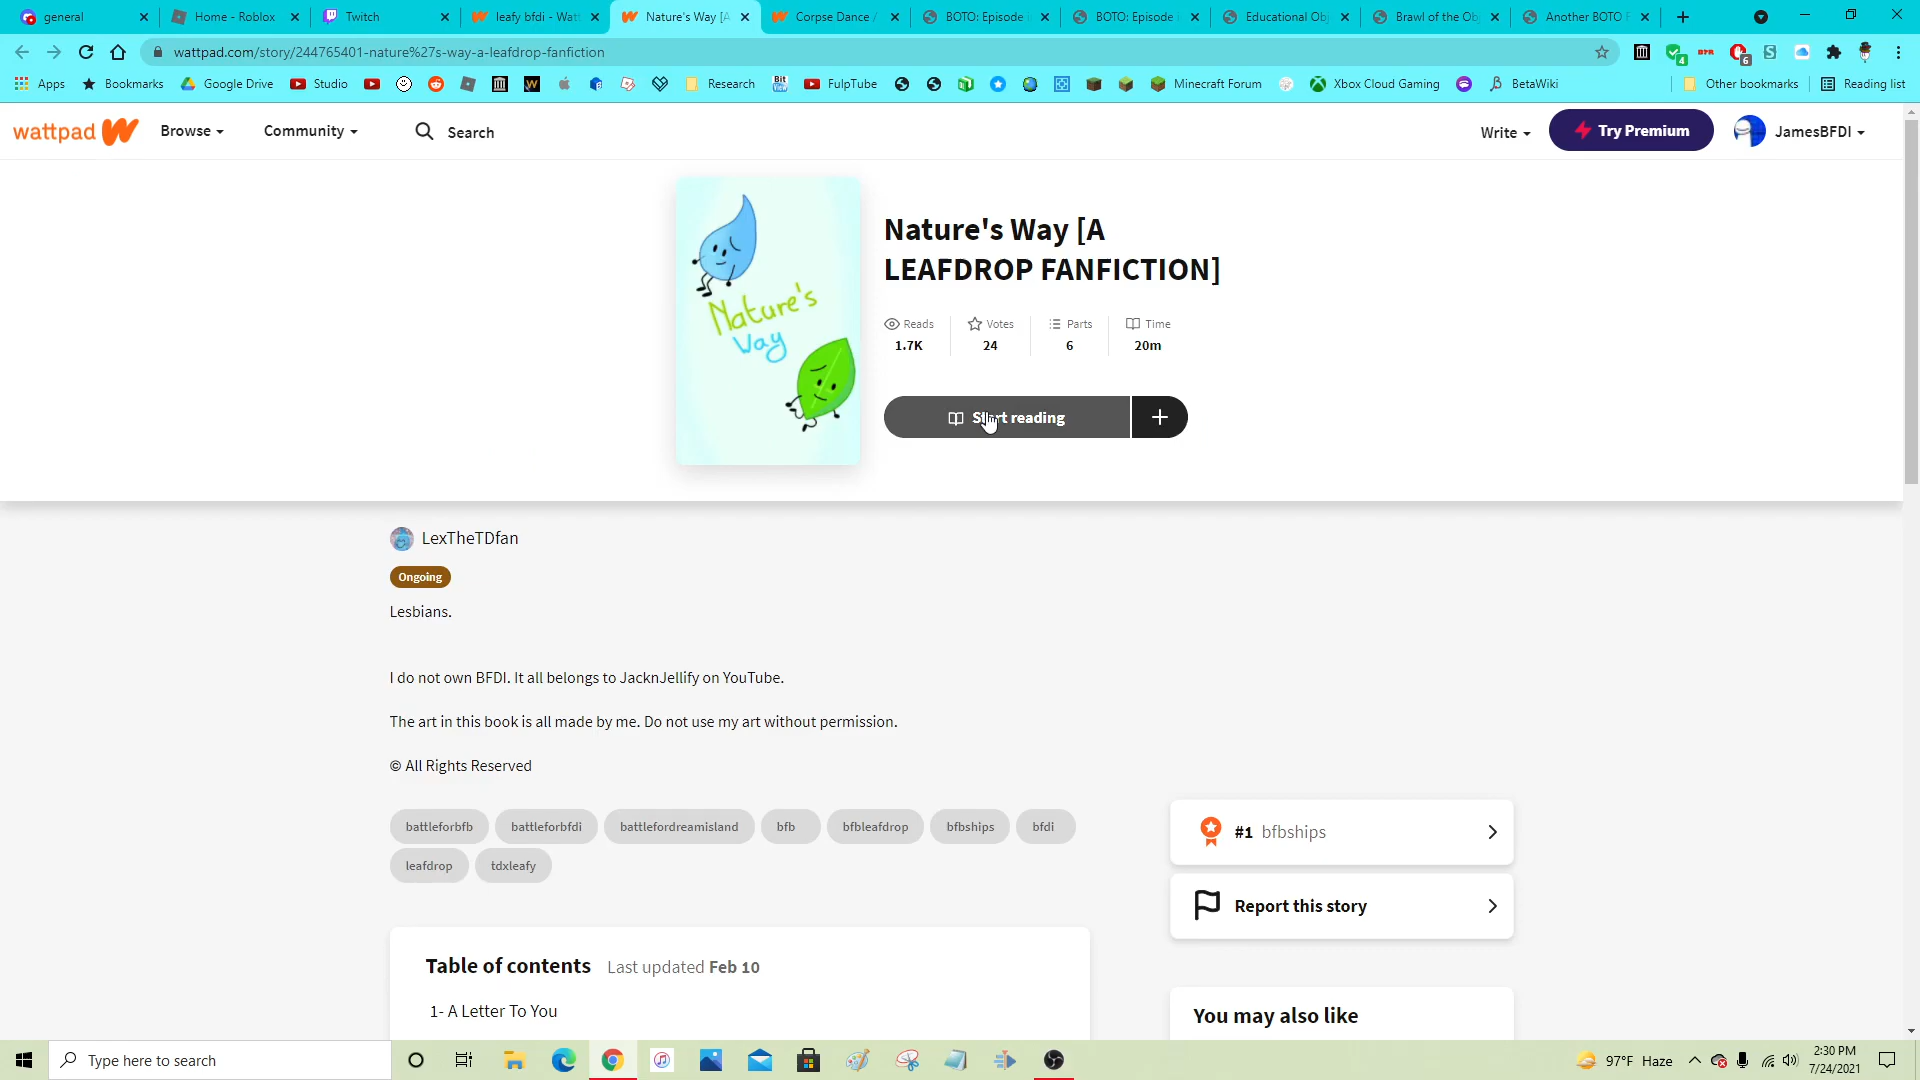 general
Home - Roblox
Twitch
leafy bfdi - Wat
Nature's Way [A
Corpse Dance /
BOTO: Episode
BOTO: Episode
Educational Ob
Brawl of the Ob
Another BOTO F
wattpad.com/story/244765401-nature%27s-way-a-leafdrop-fanfiction
Apps
Bookmarks
Google Drive
Studio
Research
FulpTube
Minecraft Forum
Xbox Cloud Gaming
BetaWiki
Other bookmarks
Reading list
wattpad
Browse
Community
Search
Write
Try Premium
JamesBFDI
Nature's
Way
Nature's Way [A
LEAFDROP FANFICTION]
Reads Votes Parts Time
1.7K 24 6 20m
Start reading
LexTheTDfan
Ongoing
Lesbians.
I do not own BFDI. It all belongs to JacknJellify on YouTube.
The art in this book is all made by me. Do not use my art without permission.
© All Rights Reserved
battleforbfb battleforbfdi battlefordreamisland bfb bfbleafdrop bfbships bfdi
leafdrop tdxleafy
#1 bfbships
Report this story
Table of contents Last updated Feb 10
1- A Letter To You
You may also like
Type here to search
97°F Haze
2:30 PM
7/24/2021